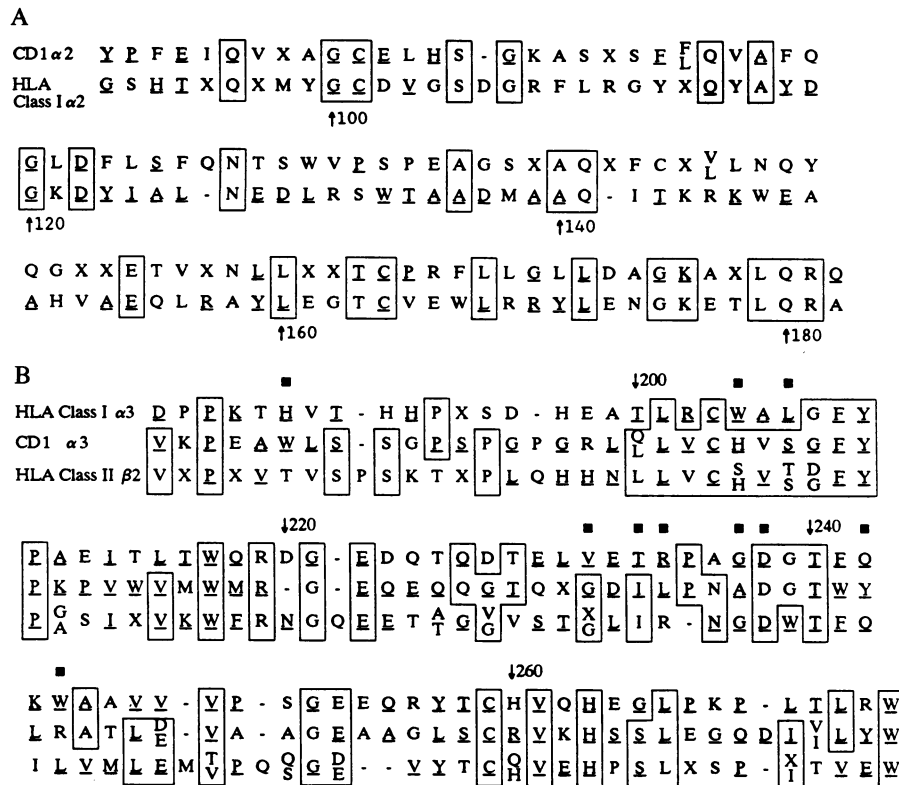 A
CD1α2 Y P F E I Q V X A G C E L H S - G K A S X S F F Q V A F Q
L
HLA Class I α2 G S H T X Q X M Y G C D V G S D G R F L R G Y X Q Y A Y D
↑100
G L D F L S F Q N T S W V P S P E A G S X A Q X F C X V L N Q Y
L
G K D Y I A L - N E D L R S W T A A D M A A Q - I T K R K W E A
↑120 ↑140
Q G X X E T V X N L L X X T C P R F L L G L L D A G K A X L Q R Q
A H V A E Q L R A Y L E G T C V E W L R R Y L E N G K E T L Q R A
↑160 ↑180
B
↓200
HLA Class I α3 D P P K T H V T - H H P X S D - H E A T L R C W A L G F Y
CD1 α3 V K P E A W L S - S G P S P G P G R L Q L V C H V S G F Y
L
HLA Class II β2 V X P X V T V S P S K T X P L Q H H N L L V C S V T D F Y
H S G
↓220 ↓240
P A E I T L T W Q R D G - E D Q T Q D T E L V E T R P A G D G T F Q
P K P V W V M W M R - G - E Q E Q Q G T Q X G D I L P N A D G T W Y
P G S I X V K W F R N G Q E E T A G V V S T X L I R - N G D W T F Q
A T G G
↓260
K W A A V V - V P - S G E E Q R Y T C H V Q H E G L P K P - L T L R W
L R A T L D - V A - A G E A A G L S C R V K H S S L E G Q D I V L Y W
E I
I L V M L E M T P Q Q G D - - V Y T C Q V E H P S L X S P - X T V E W
V S E H I